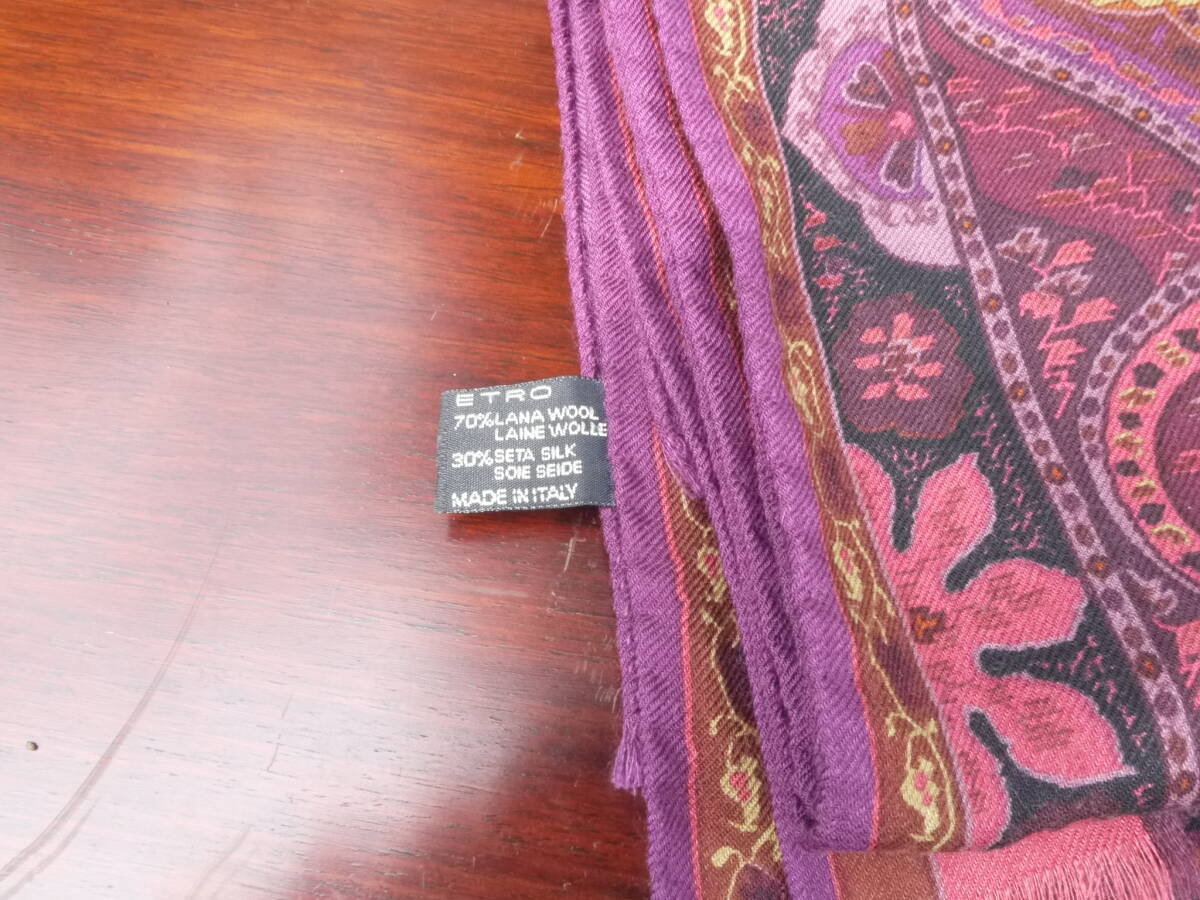 ETRO
70% LANA WOOL
LAINE WOLLE
30% SETA SILK
SOIE SEIDE
MADE IN ITALY